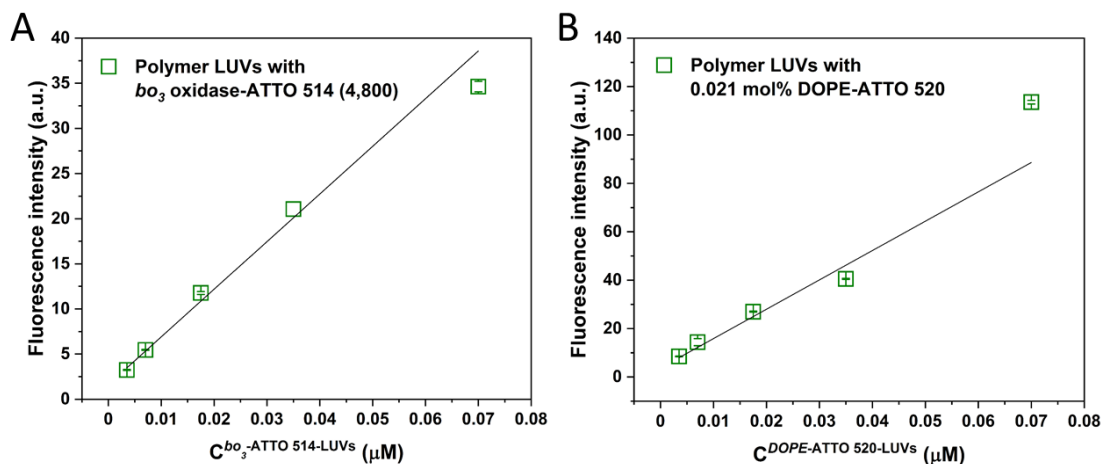 A
Fluorescence intensity (a.u.)
40
35
30
25
20
15
10
5
0
Polymer LUVs with
bo3 oxidase-ATTO 514 (4,800)
0 0.01 0.02 0.03 0.04 0.05 0.06 0.07 0.08
C^bo3-ATTO 514-LUVs (μM)
B
Fluorescence intensity (a.u.)
140
120
100
80
60
40
20
0
Polymer LUVs with
0.021 mol% DOPE-ATTO 520
0 0.01 0.02 0.03 0.04 0.05 0.06 0.07 0.08
C^DOPE-ATTO 520-LUVs (μM)